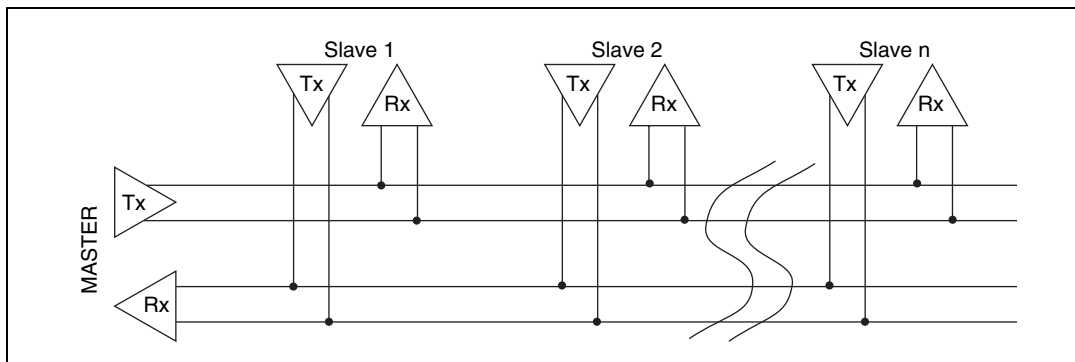 Slave 1
Slave 2
Slave n
Tx
Rx
Tx
Rx
Tx
Rx
MASTER
Tx
Rx